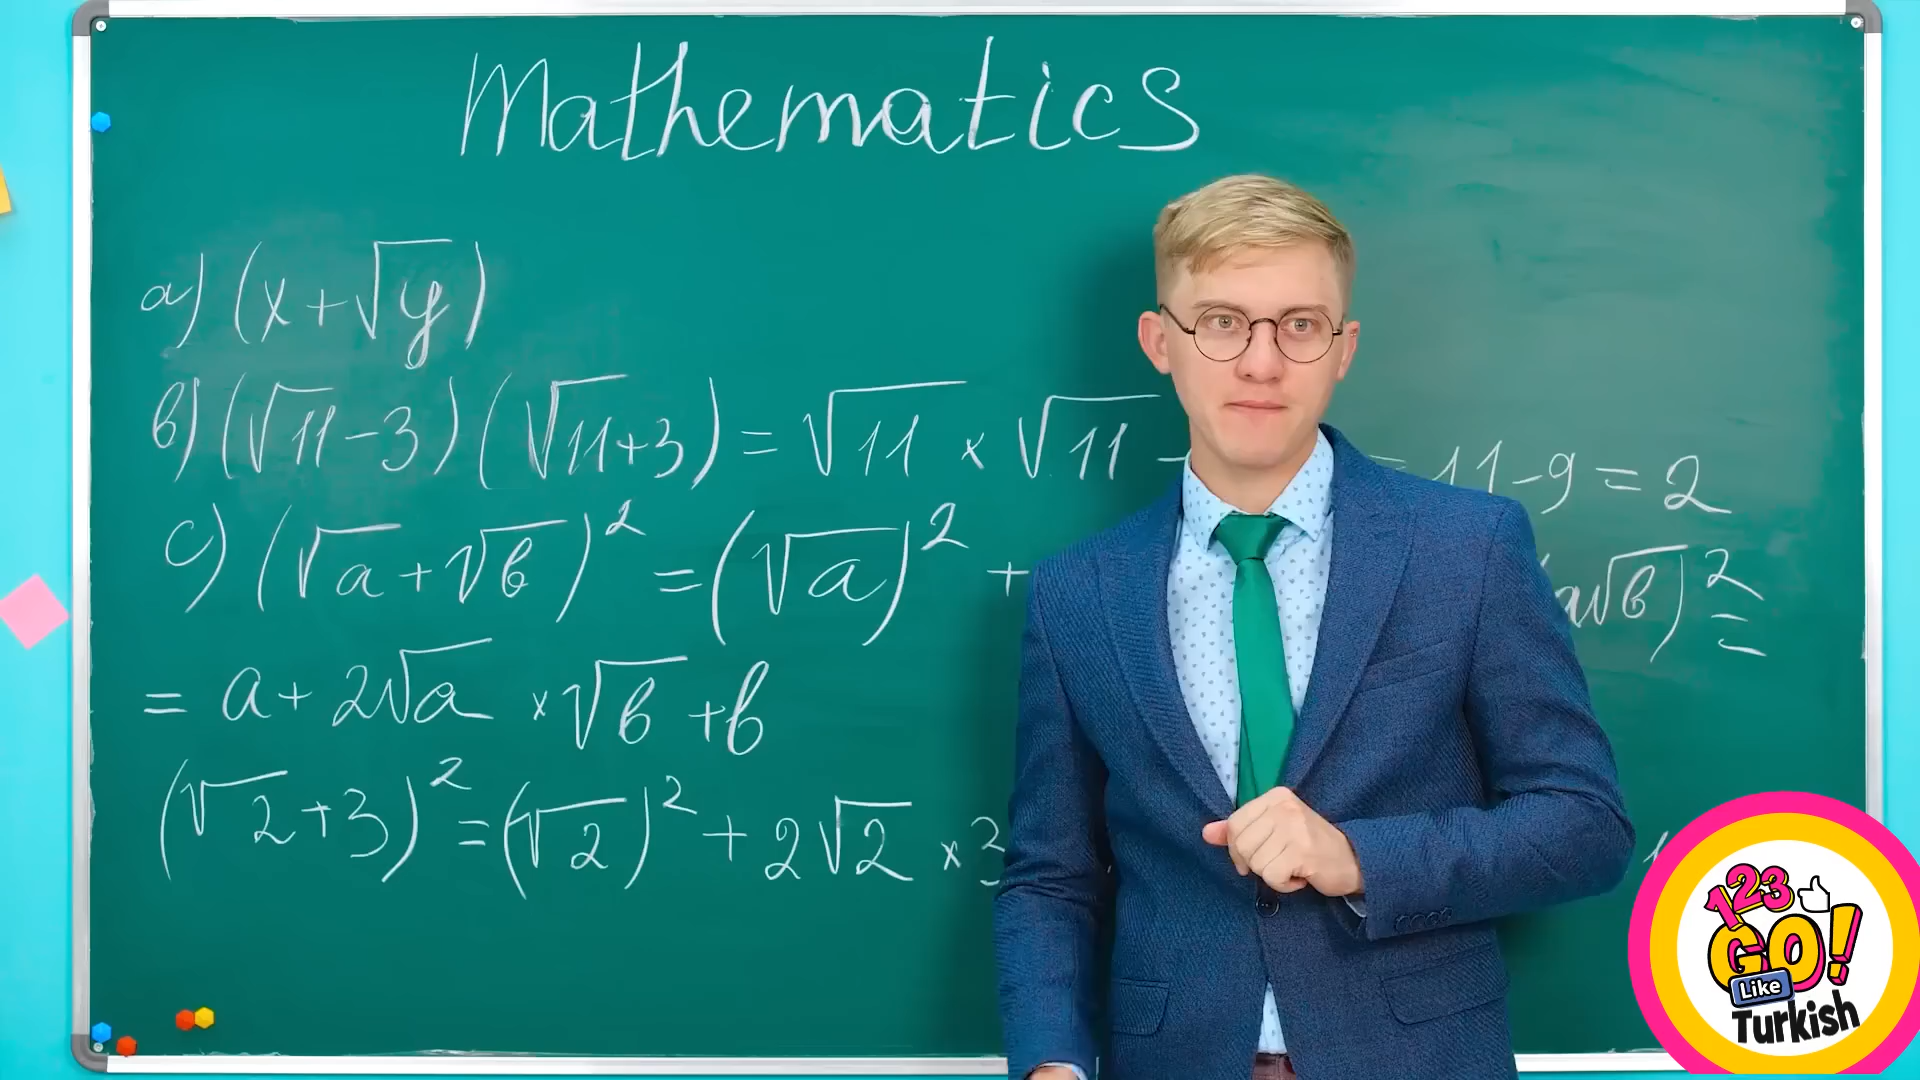 Mathematics
a) (x+√y)
b) (√11-3)(√11+3) = √11 × √11 - = 11-9 = 2
c) (√a+√b)² = (√a)² + a√b)² =
= a + 2√a × √b + b
(√2+3)² = (√2)² + 2√2 × 3
123
GO!
Like
Turkish